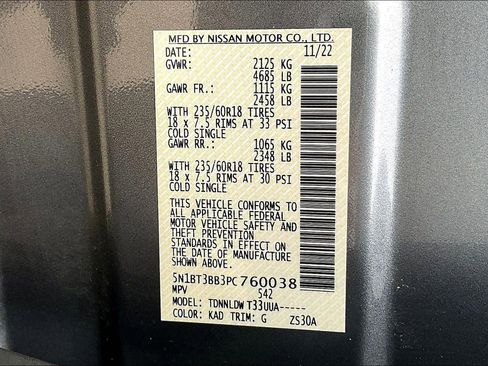 MFD BY NISSAN MOTOR CO., LTD.
DATE: 11/22
GVWR: 2125 KG
4685 LB
GAWR FR.: 1115 KG
2458 LB
WITH 235/60R18 TIRES
18 x 7.5 RIMS AT 33 PSI
COLD SINGLE
GAWR RR.: 1065 KG
2348 LB
WITH 235/60R18 TIRES
18 x 7.5 RIMS AT 30 PSI
COLD SINGLE
THIS VEHICLE CONFORMS TO
ALL APPLICABLE FEDERAL
MOTOR VEHICLE SAFETY AND
THEFT PREVENTION
STANDARDS IN EFFECT ON
THE DATE OF MANUFACTURE
SHOWN ABOVE.
5N1BT3BB3PC760038
MPV 542
MODEL: TDNNLDW T33UUA-----
COLOR: KAD TRIM: G ZS30A